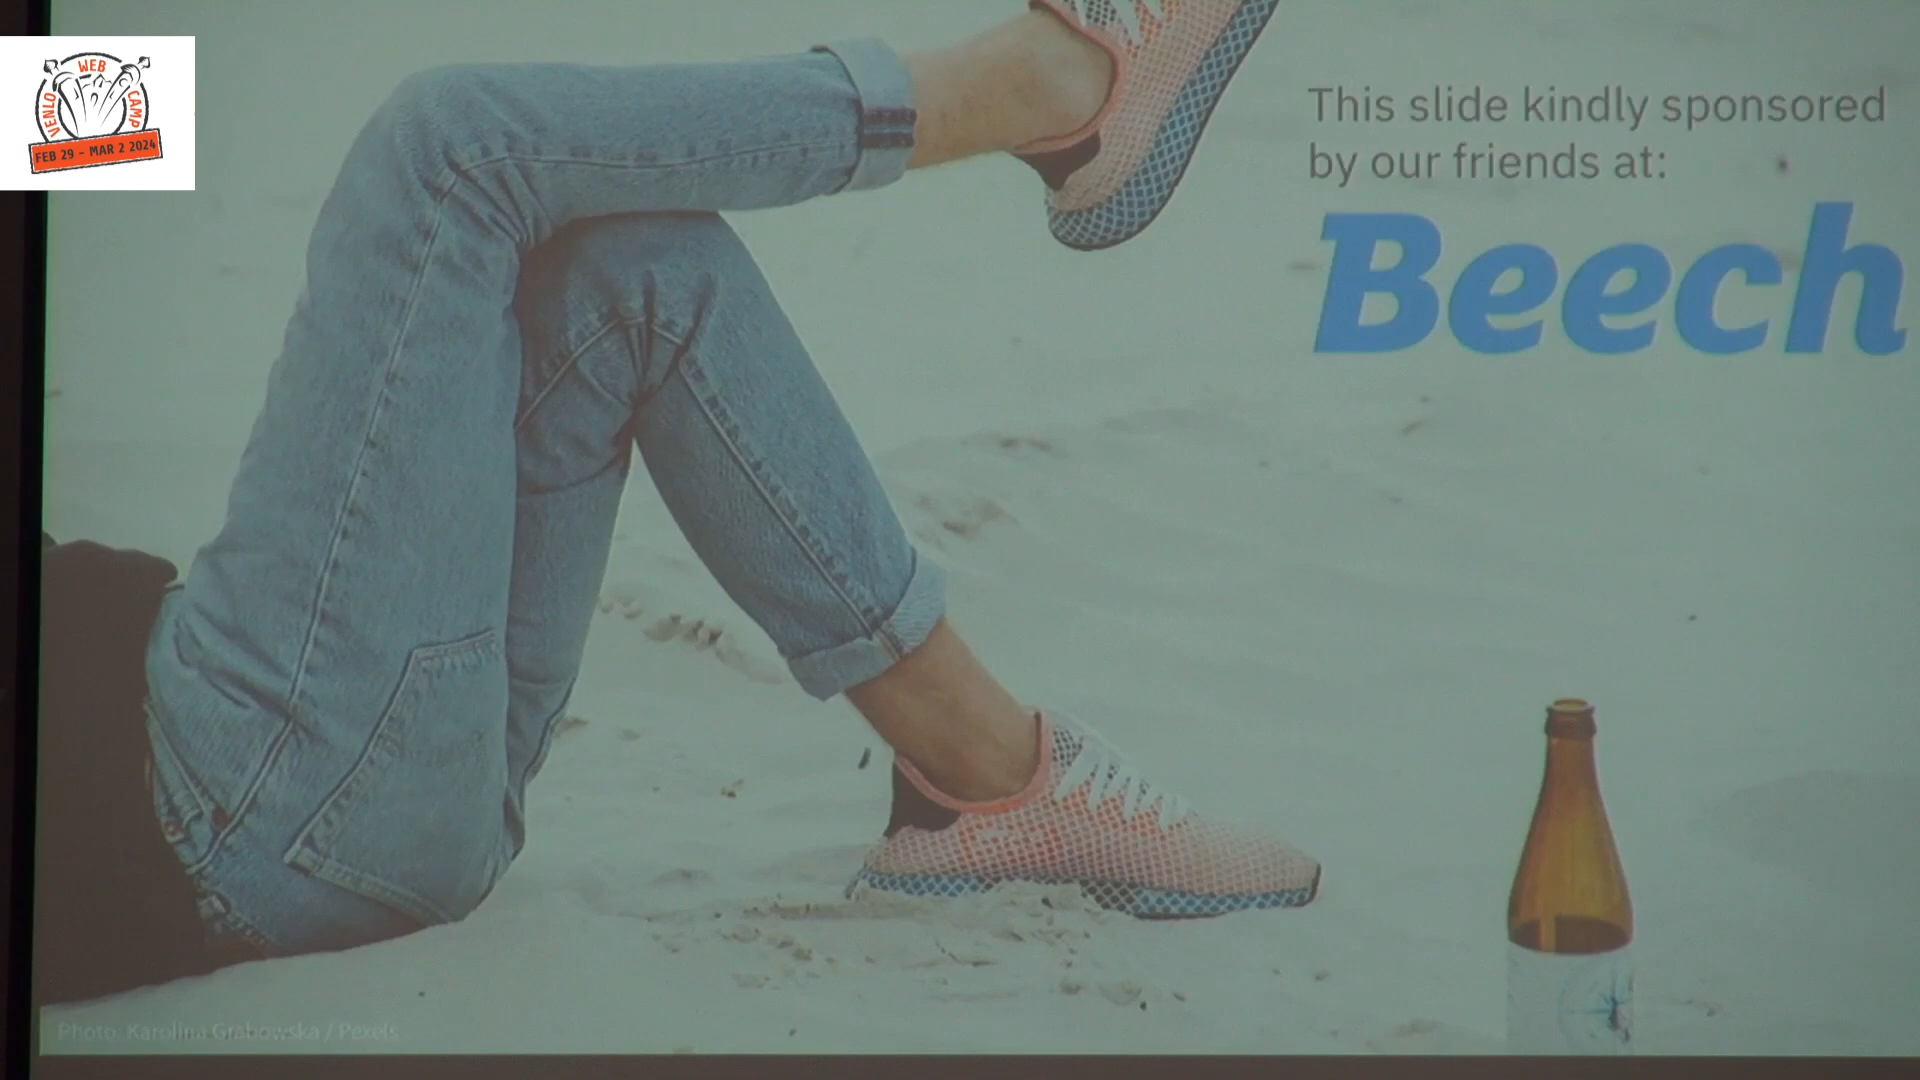 WEB
VENLO
CAMP
FEB 29 - MAR 2 2024
This slide kindly sponsored
by our friends at:
Beech
Photo: Karolina Grabowska / Pexels